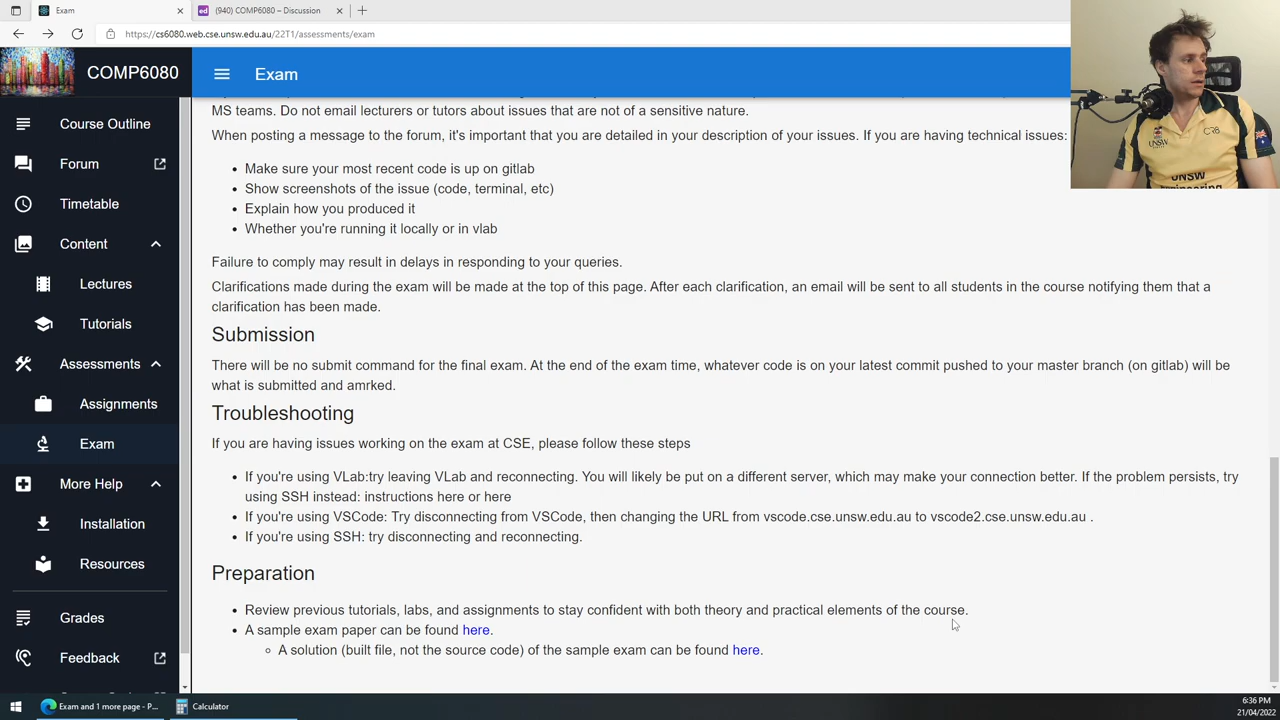 Exam
(940) COMP6080 – Discussion
https://cs6080.web.cse.unsw.edu.au/22T1/assessments/exam
COMP6080
Exam
Course Outline
Forum
Timetable
Content
Lectures
Tutorials
Assessments
Assignments
Exam
More Help
Installation
Resources
Grades
Feedback
MS teams. Do not email lecturers or tutors about issues that are not of a sensitive nature.
When posting a message to the forum, it's important that you are detailed in your description of your issues. If you are having technical issues:
• Make sure your most recent code is up on gitlab
• Show screenshots of the issue (code, terminal, etc)
• Explain how you produced it
• Whether you're running it locally or in vlab
Failure to comply may result in delays in responding to your queries.
Clarifications made during the exam will be made at the top of this page. After each clarification, an email will be sent to all students in the course notifying them that a
clarification has been made.
Submission
There will be no submit command for the final exam. At the end of the exam time, whatever code is on your latest commit pushed to your master branch (on gitlab) will be
what is submitted and amrked.
Troubleshooting
If you are having issues working on the exam at CSE, please follow these steps
• If you're using VLab:try leaving VLab and reconnecting. You will likely be put on a different server, which may make your connection better. If the problem persists, try
using SSH instead: instructions here or here
• If you're using VSCode: Try disconnecting from VSCode, then changing the URL from vscode.cse.unsw.edu.au to vscode2.cse.unsw.edu.au .
• If you're using SSH: try disconnecting and reconnecting.
Preparation
• Review previous tutorials, labs, and assignments to stay confident with both theory and practical elements of the course.
• A sample exam paper can be found here.
◦ A solution (built file, not the source code) of the sample exam can be found here.
UNSW
CR8
UNSW
Exam and 1 more page - P...
Calculator
6:36 PM
21/04/2022